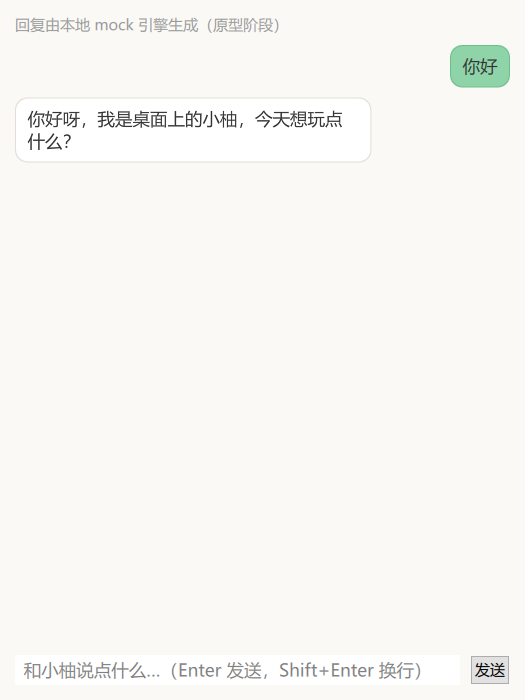 回复由本地 mock 引擎生成（原型阶段）
你好
你好呀，我是桌面上的小柚，今天想玩点
什么？
和小柚说点什么...（Enter 发送，Shift+Enter 换行）
发送